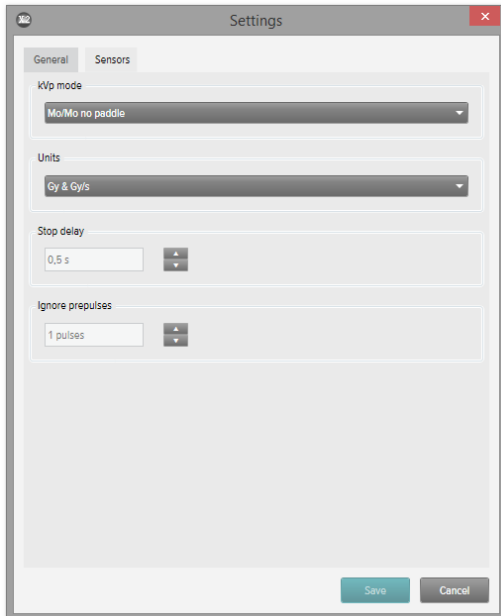 Xi2
Settings
General
Sensors
kVp mode
Mo/Mo no paddle
Units
Gy & Gy/s
Stop delay
0,5 s
Ignore prepulses
1 pulses
Save
Cancel